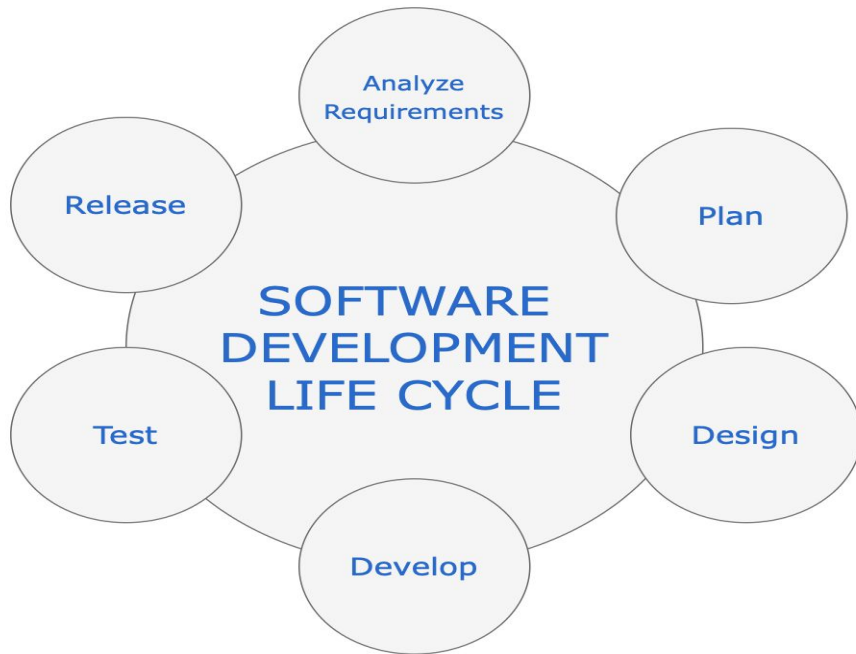 Analyze
Requirements
Release
Plan
SOFTWARE
DEVELOPMENT
LIFE CYCLE
Test
Design
Develop